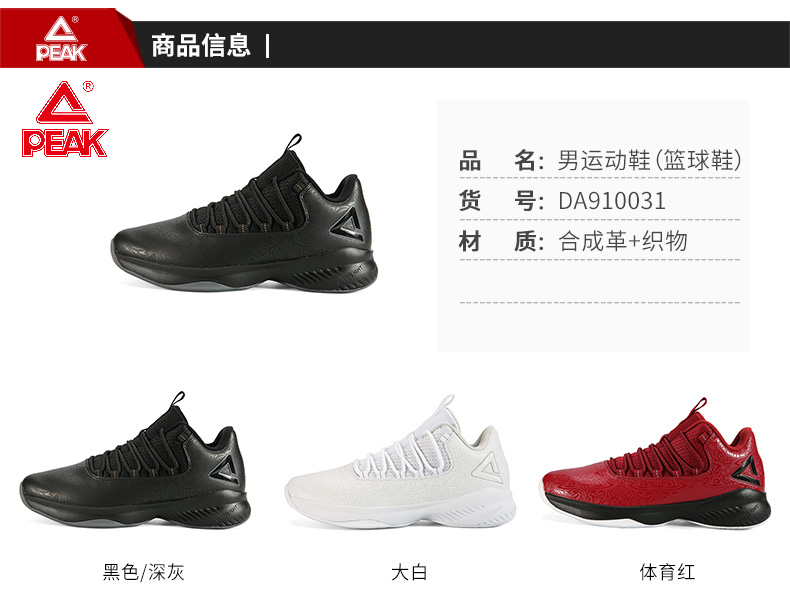 PEAK®
商品信息
PEAK®
品 名: 男运动鞋(篮球鞋)
货 号: DA910031
材 质: 合成革+织物
黑色/深灰
大白
体育红